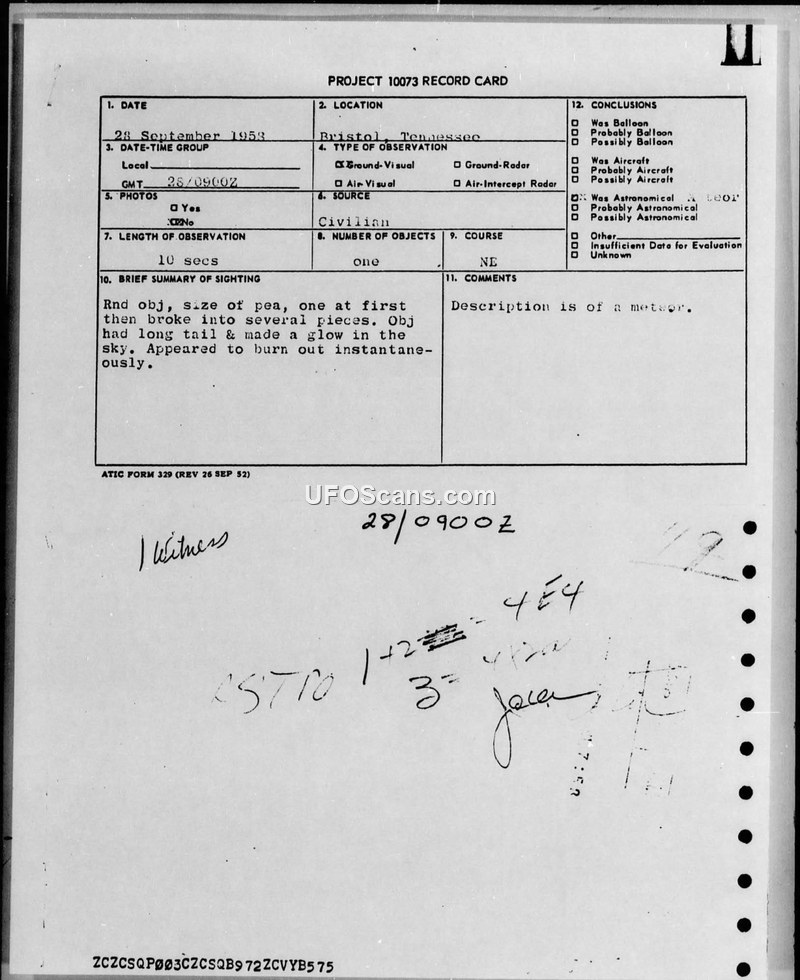 PROJECT 10073 RECORD CARD
1. DATE
28 September 1953
2. LOCATION
Bristol, Tennessee
3. DATE-TIME GROUP
Local
GMT 28/0900Z
4. TYPE OF OBSERVATION
Ground-Visual
Ground-Radar
Air-Visual
Air-Intercept Radar
5. PHOTOS
Yes
No
6. SOURCE
Civilian
7. LENGTH OF OBSERVATION
10 secs
8. NUMBER OF OBJECTS
one
9. COURSE
NE
12. CONCLUSIONS
Was Balloon
Probably Balloon
Possibly Balloon
Was Aircraft
Probably Aircraft
Possibly Aircraft
Was Astronomical
Probably Astronomical
Possibly Astronomical
Other
Insufficient Data for Evaluation
Unknown
10. BRIEF SUMMARY OF SIGHTING
Rnd obj, size of pea, one at first
then broke into several pieces. Obj
had long tail & made a glow in the
sky. Appeared to burn out instantane-
ously.
11. COMMENTS
Description is of a meteor.
ATIC FORM 329 (REV 26 SEP 52)
UFOScans.com
28/0900Z
1 Witness
4E4
ZCZCSQP003CZCSQB972ZCVYB575